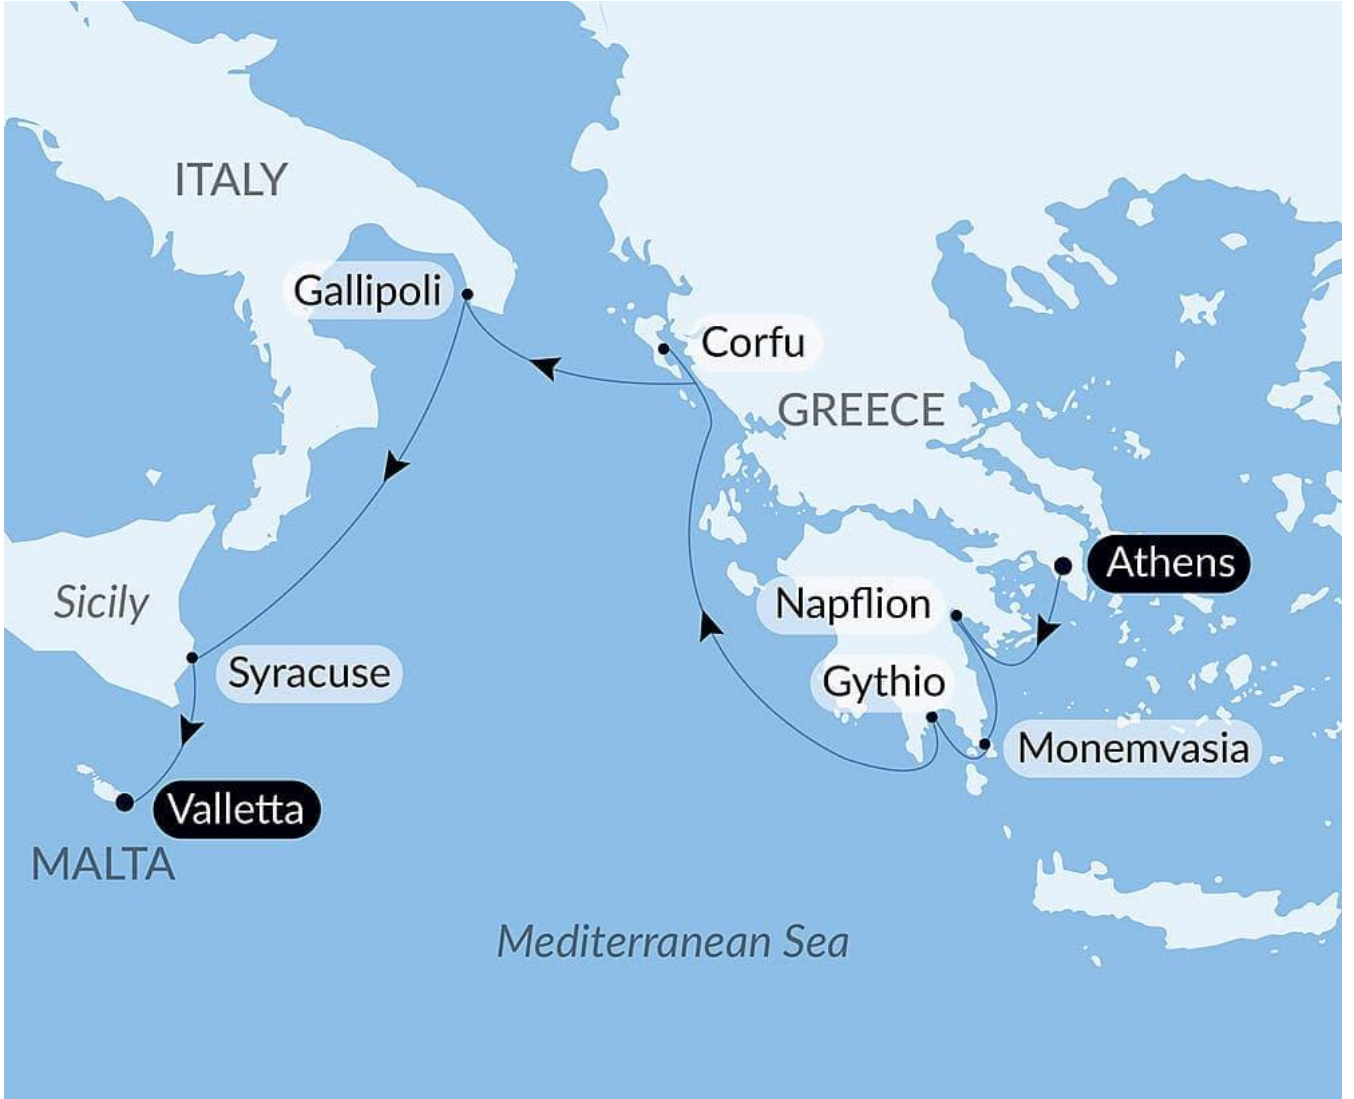 ITALY
Gallipoli
Corfu
GREECE
Athens
Sicily
Napflion
Syracuse
Gythio
Monemvasia
Valletta
MALTA
Mediterranean Sea